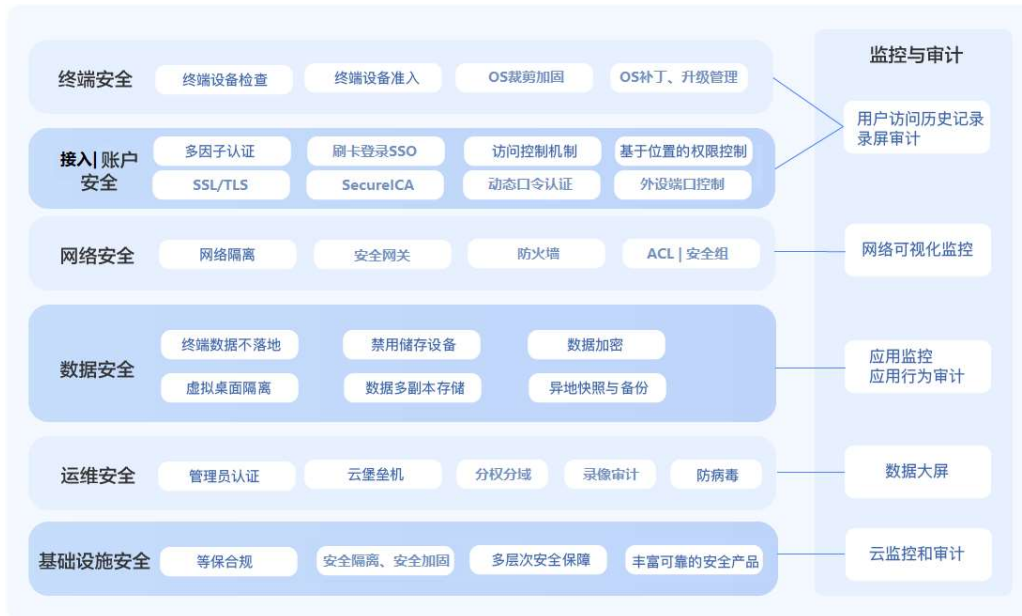 监控与审计
终端安全
终端设备检查
终端设备准入
OS裁剪加固
OS补丁、升级管理
用户访问历史记录
录屏审计
接入| 账户
安全
多因子认证
刷卡登录SSO
访问控制机制
基于位置的权限控制
SSL/TLS
SecureICA
动态口令认证
外设端口控制
网络安全
网络隔离
安全网关
防火墙
ACL | 安全组
网络可视化监控
数据安全
终端数据不落地
禁用储存设备
数据加密
虚拟桌面隔离
数据多副本存储
异地快照与备份
应用监控
应用行为审计
运维安全
管理员认证
云堡垒机
分权分域
录像审计
防病毒
数据大屏
基础设施安全
等保合规
安全隔离、安全加固
多层次安全保障
丰富可靠的安全产品
云监控和审计